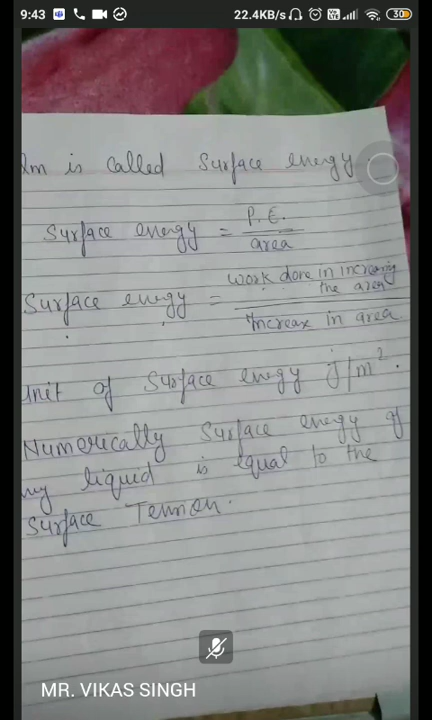 9:43
22.4KB/s
30
is called Surface energy
Surface energy = P.E. / area
Surface energy = work done in increasing the area / Increase in area
Unit of Surface energy J/m².
Numerically Surface energy of
ny liquid is equal to the
Surface Tension.
MR. VIKAS SINGH